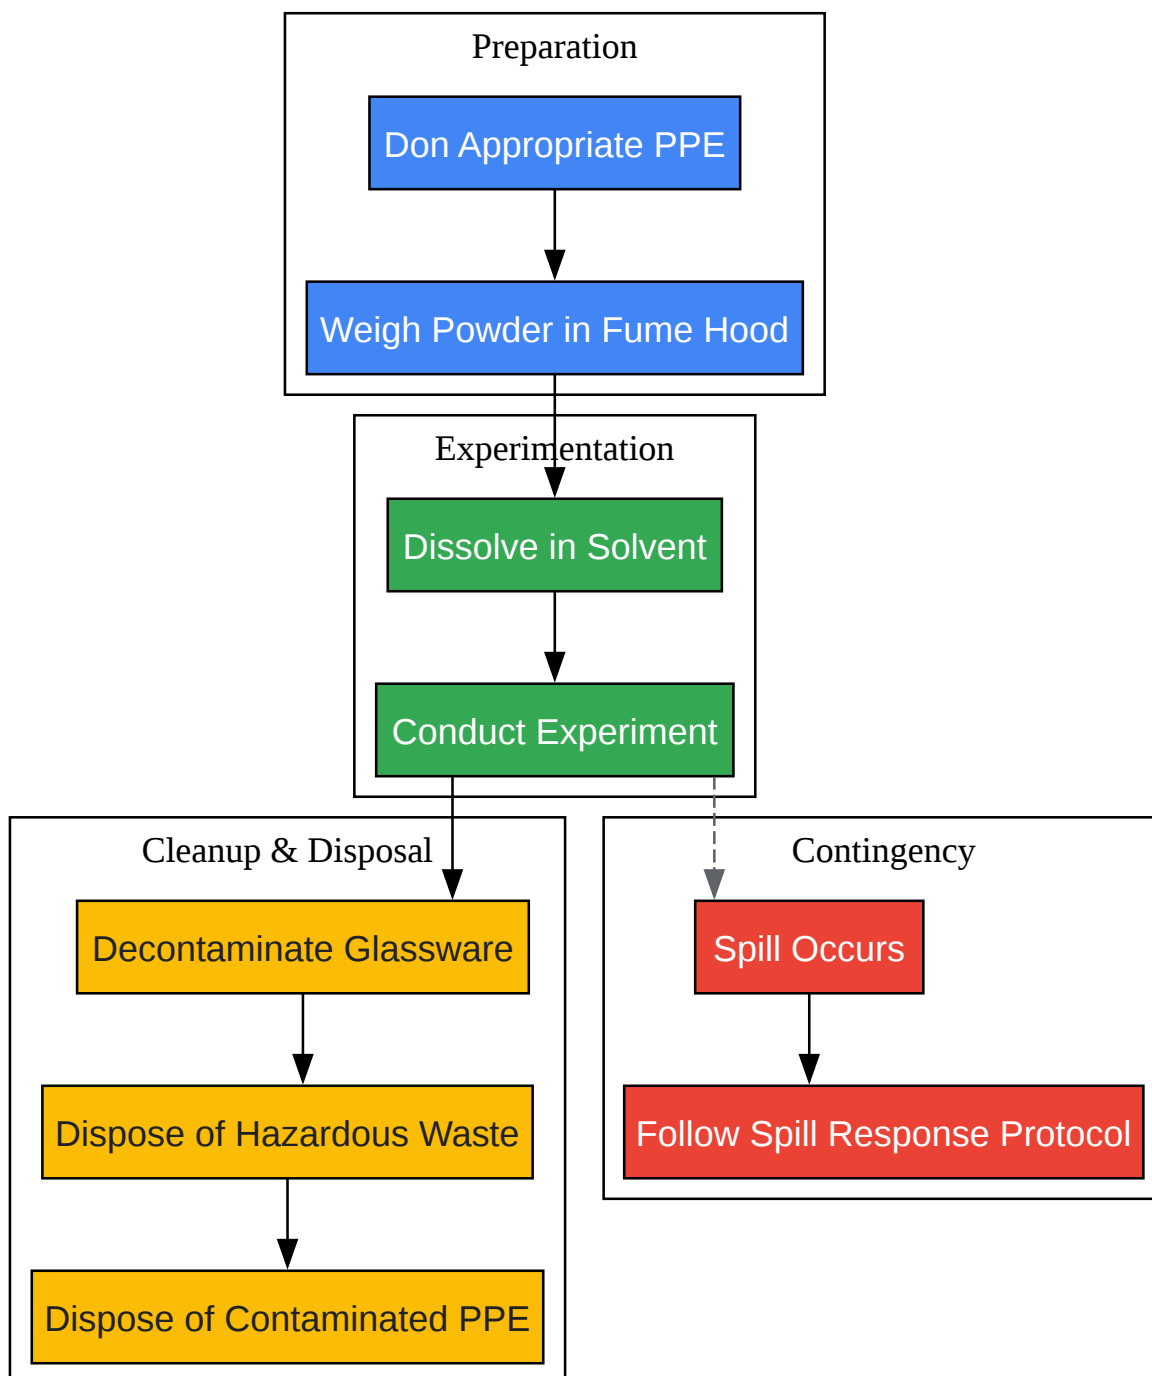 Preparation
Don Appropriate PPE
Weigh Powder in Fume Hood
Experimentation
Dissolve in Solvent
Conduct Experiment
Cleanup & Disposal
Decontaminate Glassware
Dispose of Hazardous Waste
Dispose of Contaminated PPE
Contingency
Spill Occurs
Follow Spill Response Protocol